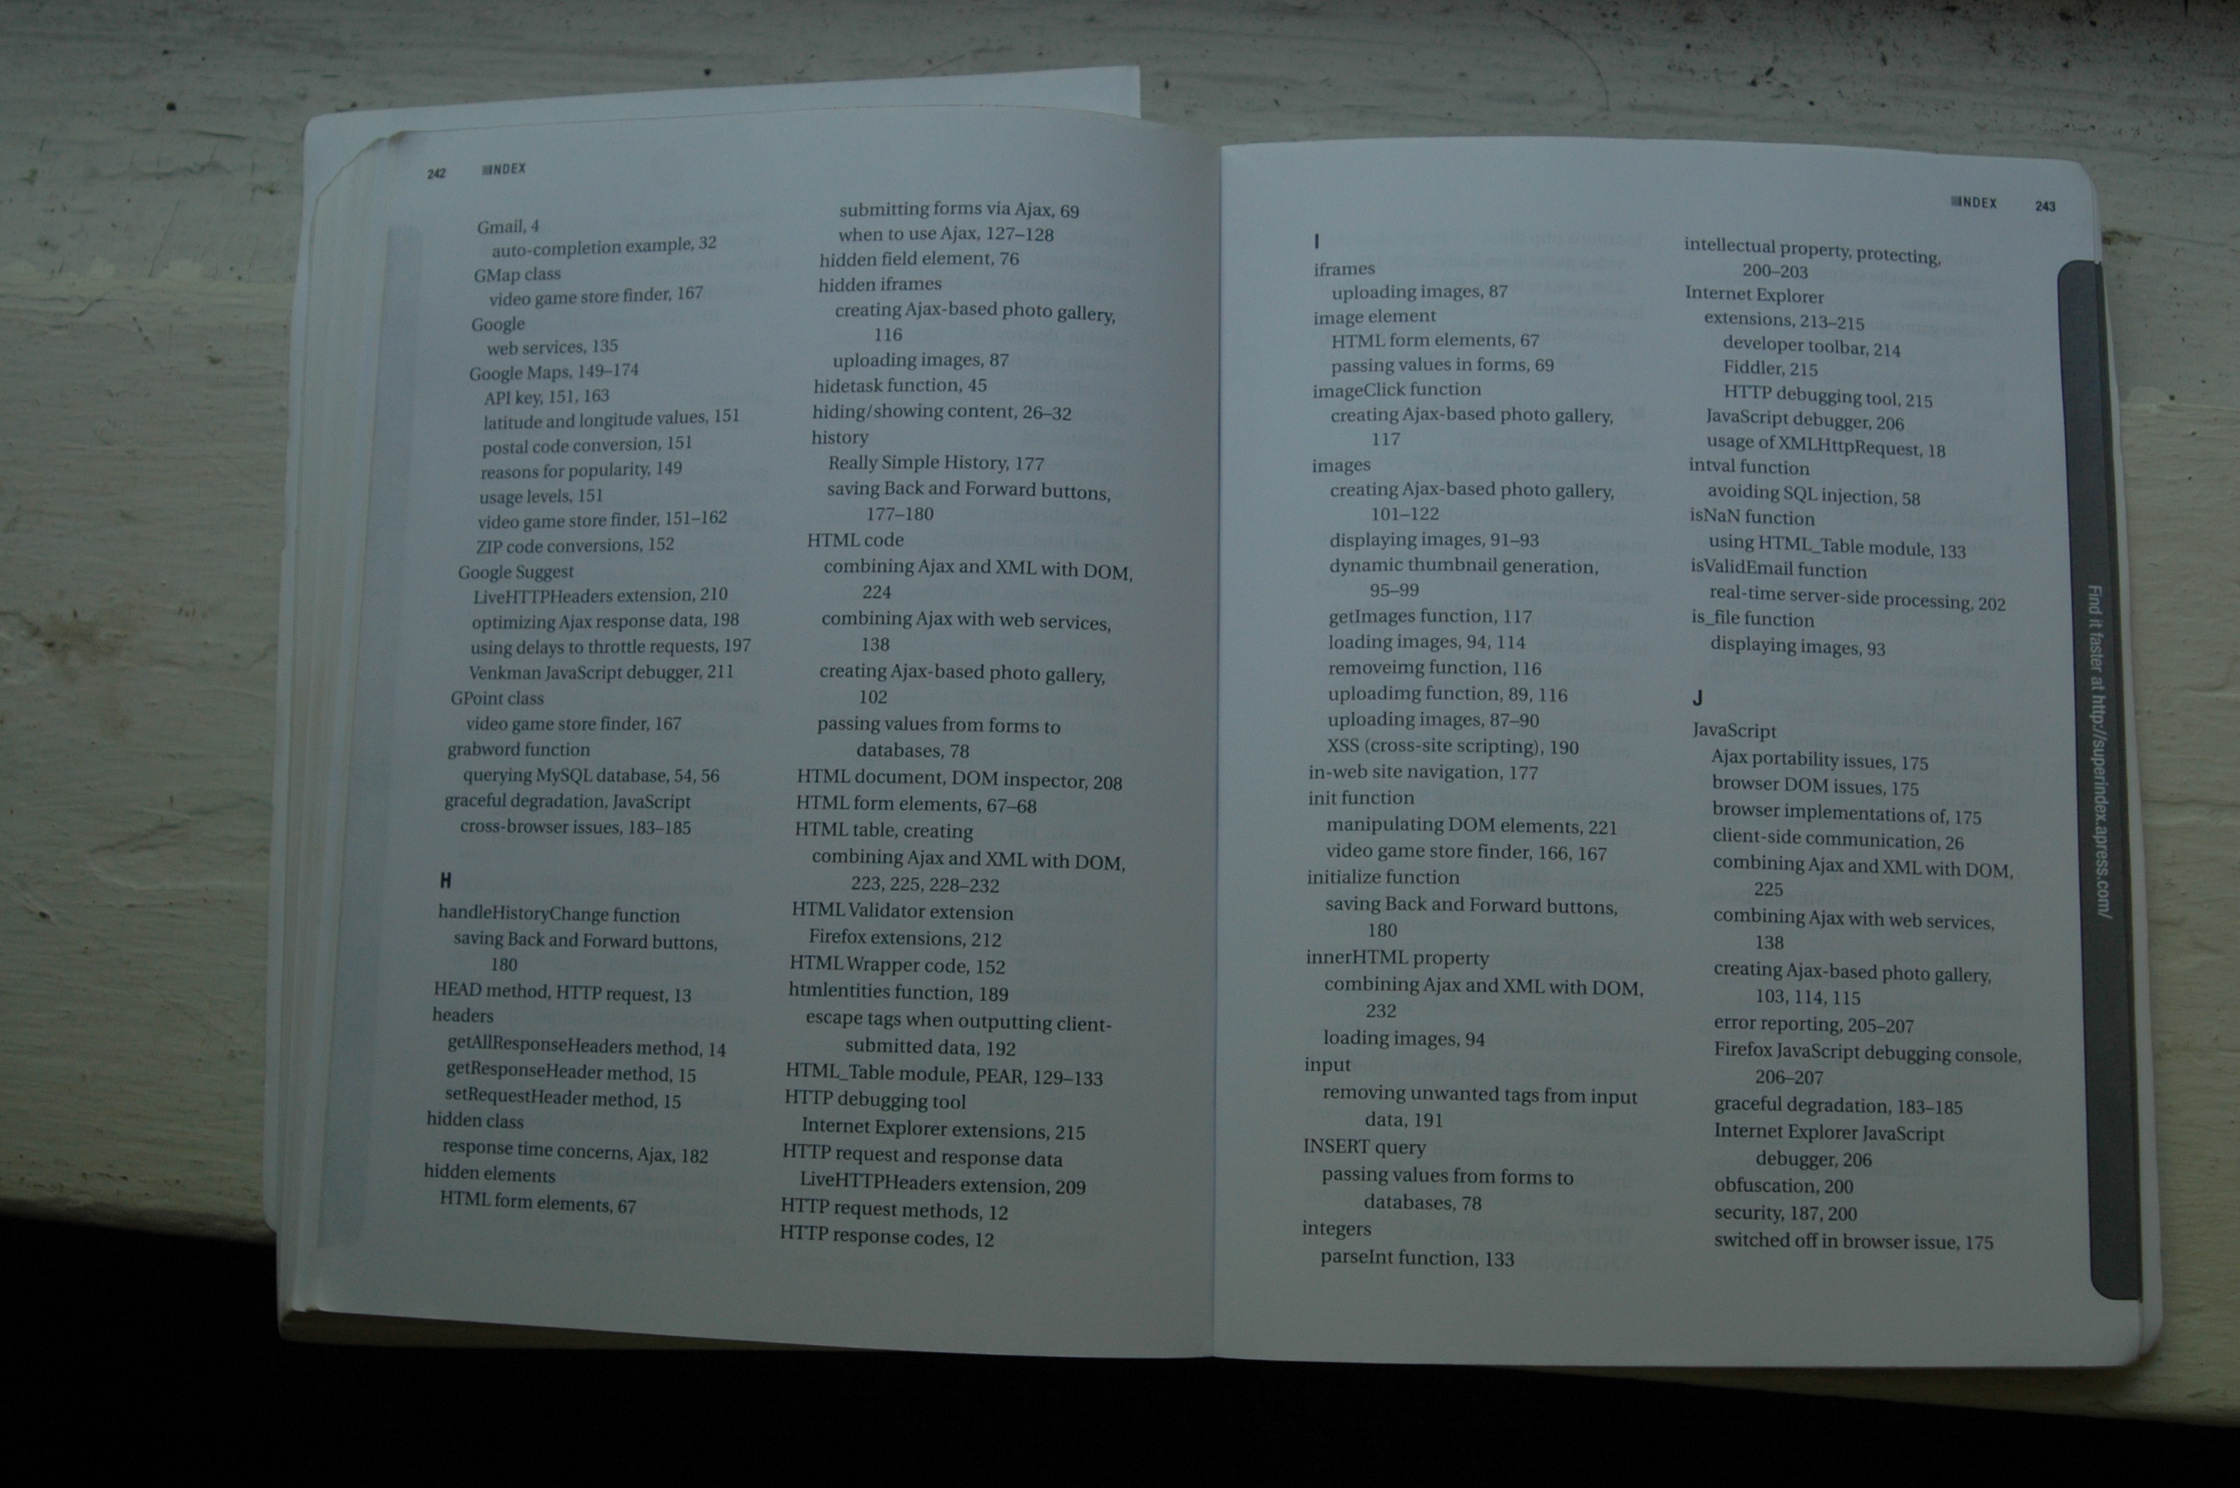 242 INDEX
Gmail, 4
auto-completion example, 32
GMap class
video game store finder, 167
Google
web services, 135
Google Maps, 149–174
API key, 151, 163
latitude and longitude values, 151
postal code conversion, 151
reasons for popularity, 149
usage levels, 151
video game store finder, 151–162
ZIP code conversions, 152
Google Suggest
LiveHTTPHeaders extension, 210
optimizing Ajax response data, 198
using delays to throttle requests, 197
Venkman JavaScript debugger, 211
GPoint class
video game store finder, 167
grabword function
querying MySQL database, 54, 56
graceful degradation, JavaScript
cross-browser issues, 183–185
H
handleHistoryChange function
saving Back and Forward buttons,
180
HEAD method, HTTP request, 13
headers
getAllResponseHeaders method, 14
getResponseHeader method, 15
setRequestHeader method, 15
hidden class
response time concerns, Ajax, 182
hidden elements
HTML form elements, 67
submitting forms via Ajax, 69
when to use Ajax, 127–128
hidden field element, 76
hidden iframes
creating Ajax-based photo gallery,
116
uploading images, 87
hidetask function, 45
hiding/showing content, 26–32
history
Really Simple History, 177
saving Back and Forward buttons,
177–180
HTML code
combining Ajax and XML with DOM,
224
combining Ajax with web services,
138
creating Ajax-based photo gallery,
102
passing values from forms to
databases, 78
HTML document, DOM inspector, 208
HTML form elements, 67–68
HTML table, creating
combining Ajax and XML with DOM,
223, 225, 228–232
HTML Validator extension
Firefox extensions, 212
HTML Wrapper code, 152
htmlentities function, 189
escape tags when outputting client-
submitted data, 192
HTML_Table module, PEAR, 129–133
HTTP debugging tool
Internet Explorer extensions, 215
HTTP request and response data
LiveHTTPHeaders extension, 209
HTTP request methods, 12
HTTP response codes, 12
INDEX 243
I
iframes
uploading images, 87
image element
HTML form elements, 67
passing values in forms, 69
imageClick function
creating Ajax-based photo gallery,
117
images
creating Ajax-based photo gallery,
101–122
displaying images, 91–93
dynamic thumbnail generation,
95–99
getImages function, 117
loading images, 94, 114
removeimg function, 116
uploadimg function, 89, 116
uploading images, 87–90
XSS (cross-site scripting), 190
in-web site navigation, 177
init function
manipulating DOM elements, 221
video game store finder, 166, 167
initialize function
saving Back and Forward buttons,
180
innerHTML property
combining Ajax and XML with DOM,
232
loading images, 94
input
removing unwanted tags from input
data, 191
INSERT query
passing values from forms to
databases, 78
integers
parseInt function, 133
intellectual property, protecting,
200–203
Internet Explorer
extensions, 213–215
developer toolbar, 214
Fiddler, 215
HTTP debugging tool, 215
JavaScript debugger, 206
usage of XMLHttpRequest, 18
intval function
avoiding SQL injection, 58
isNaN function
using HTML_Table module, 133
isValidEmail function
real-time server-side processing, 202
is_file function
displaying images, 93
J
JavaScript
Ajax portability issues, 175
browser DOM issues, 175
browser implementations of, 175
client-side communication, 26
combining Ajax and XML with DOM,
225
combining Ajax with web services,
138
creating Ajax-based photo gallery,
103, 114, 115
error reporting, 205–207
Firefox JavaScript debugging console,
206–207
graceful degradation, 183–185
Internet Explorer JavaScript
debugger, 206
obfuscation, 200
security, 187, 200
switched off in browser issue, 175
Find it faster at http://superindex.apress.com/